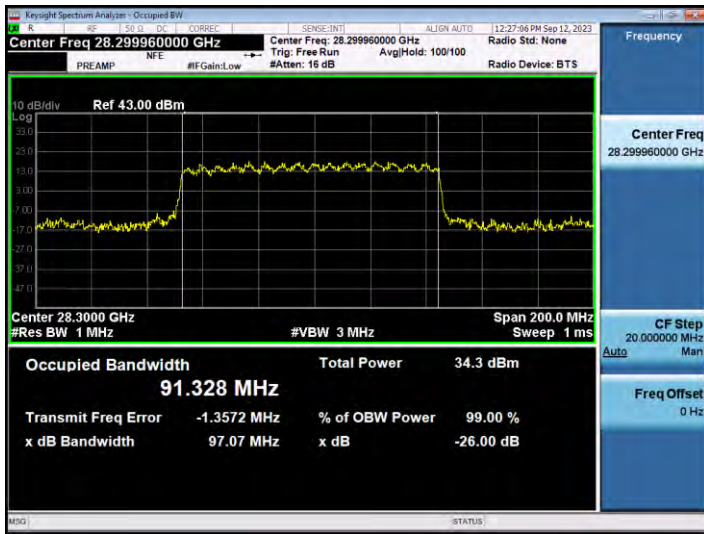 Keysight Spectrum Analyzer - Occupied BW
R RF 50 Ω DC CORREC SENSE:INT ALIGN AUTO 12:27:06 PM Sep 12, 2023
Center Freq 28.299960000 GHz Center Freq: 28.299960000 GHz Radio Std: None Frequency
NFE Trig: Free Run Avg|Hold: 100/100
PREAMP #IFGain:Low #Atten: 16 dB Radio Device: BTS
10 dB/div Ref 43.00 dBm
Log
33.0
23.0
13.0
3.00
-7.00
-17.0
-27.0
-37.0
-47.0
Center Freq
28.299960000 GHz
Center 28.3000 GHz Span 200.0 MHz
#Res BW 1 MHz #VBW 3 MHz Sweep 1 ms
CF Step
20.000000 MHz
Auto Man
Occupied Bandwidth Total Power 34.3 dBm
91.328 MHz
Freq Offset
0 Hz
Transmit Freq Error -1.3572 MHz % of OBW Power 99.00 %
x dB Bandwidth 97.07 MHz x dB -26.00 dB
MSG STATUS